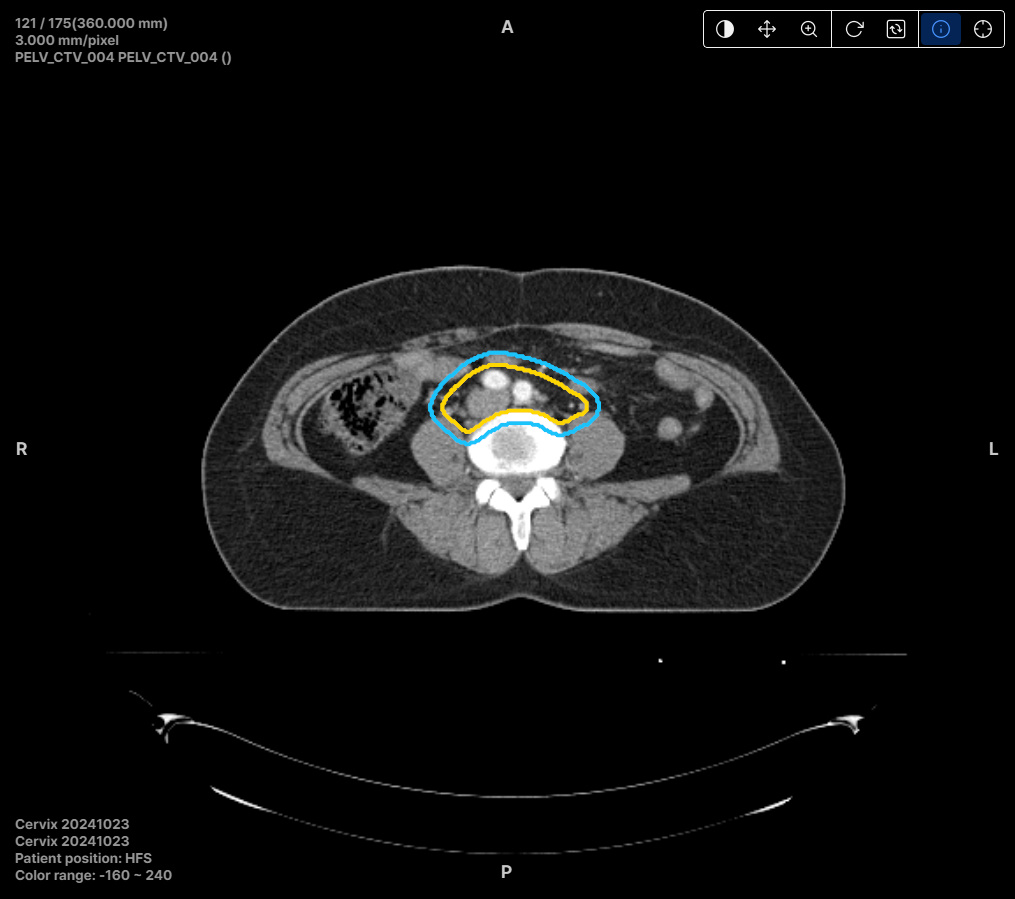 121 / 175(360.000 mm)
3.000 mm/pixel
PELV_CTV_004 PELV_CTV_004 ()
A
R
L
Cervix 20241023
Cervix 20241023
Patient position: HFS
Color range: -160 ~ 240
P